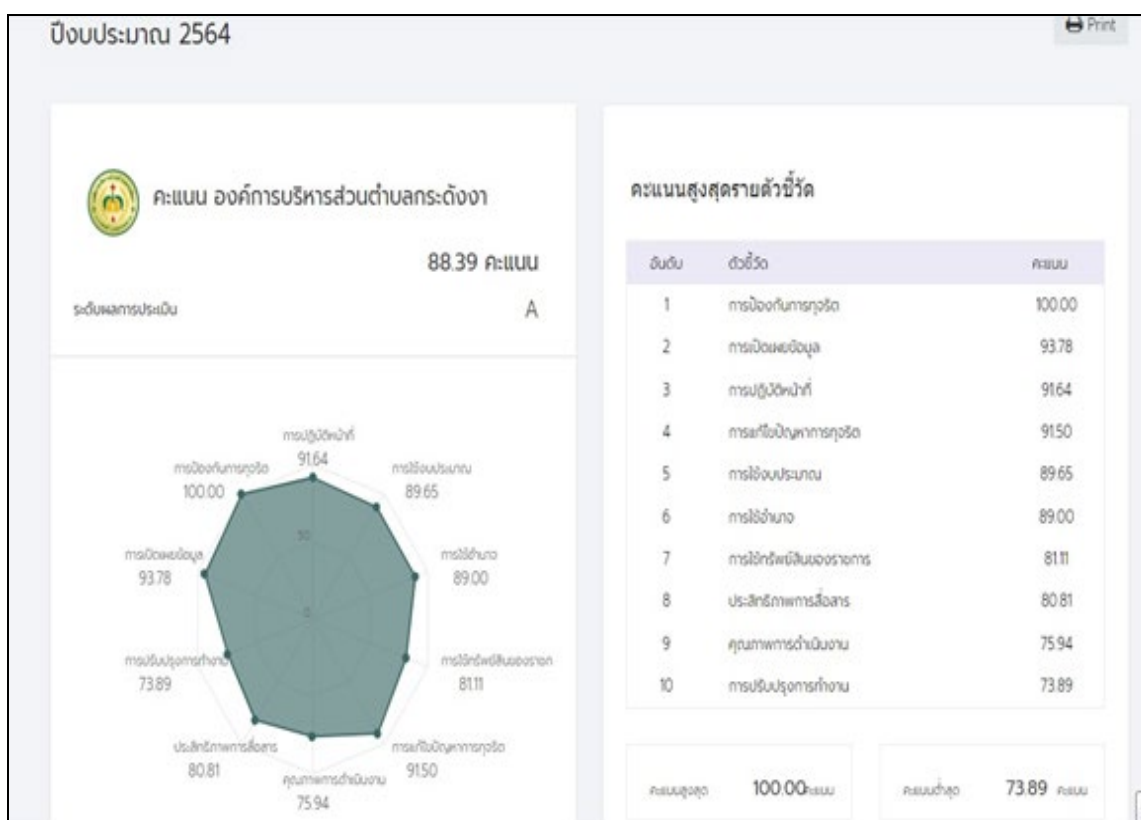 ปีงบประมาณ 2564
Print
คะแนน องค์การบริหารส่วนตำบลกระดังงา
88.39 คะแนน
ระดับผลการประเมิน A
การปฏิบัติหน้าที่
91.64
การใช้งบประมาณ
89.65
การใช้อำนาจ
89.00
การใช้ทรัพย์สินของราชก
81.11
การแก้ไขปัญหาการทุจริต
91.50
คุณภาพการดำเนินงาน
75.94
ประสิทธิภาพการสื่อสาร
80.81
การปรับปรุงการทำงาน
73.89
การเปิดเผยข้อมูล
93.78
การป้องกันการทุจริต
100.00
50
0
คะแนนสูงสุดรายตัวชี้วัด
อันดับ ตัวชี้วัด คะแนน
1 การป้องกันการทุจริต 100.00
2 การเปิดเผยข้อมูล 93.78
3 การปฏิบัติหน้าที่ 91.64
4 การแก้ไขปัญหาการทุจริต 91.50
5 การใช้งบประมาณ 89.65
6 การใช้อำนาจ 89.00
7 การใช้ทรัพย์สินของราชการ 81.11
8 ประสิทธิภาพการสื่อสาร 80.81
9 คุณภาพการดำเนินงาน 75.94
10 การปรับปรุงการทำงาน 73.89
คะแนนสูงสุด 100.00 คะแนน
คะแนนต่ำสุด 73.89 คะแนน